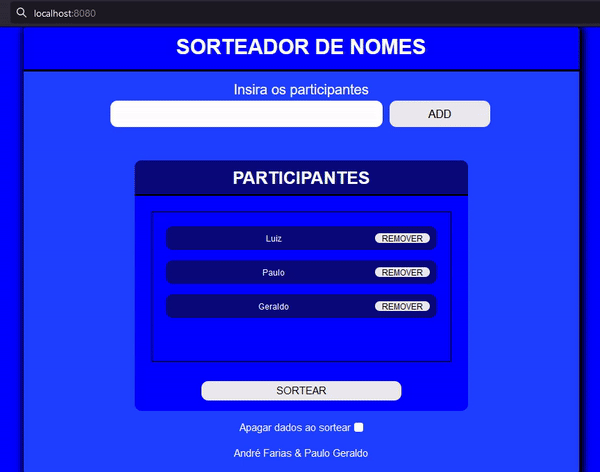 localhost:8080
SORTEADOR DE NOMES
Insira os participantes
ADD
PARTICIPANTES
Luiz REMOVER
Paulo REMOVER
Geraldo REMOVER
SORTEAR
Apagar dados ao sortear
André Farias & Paulo Geraldo